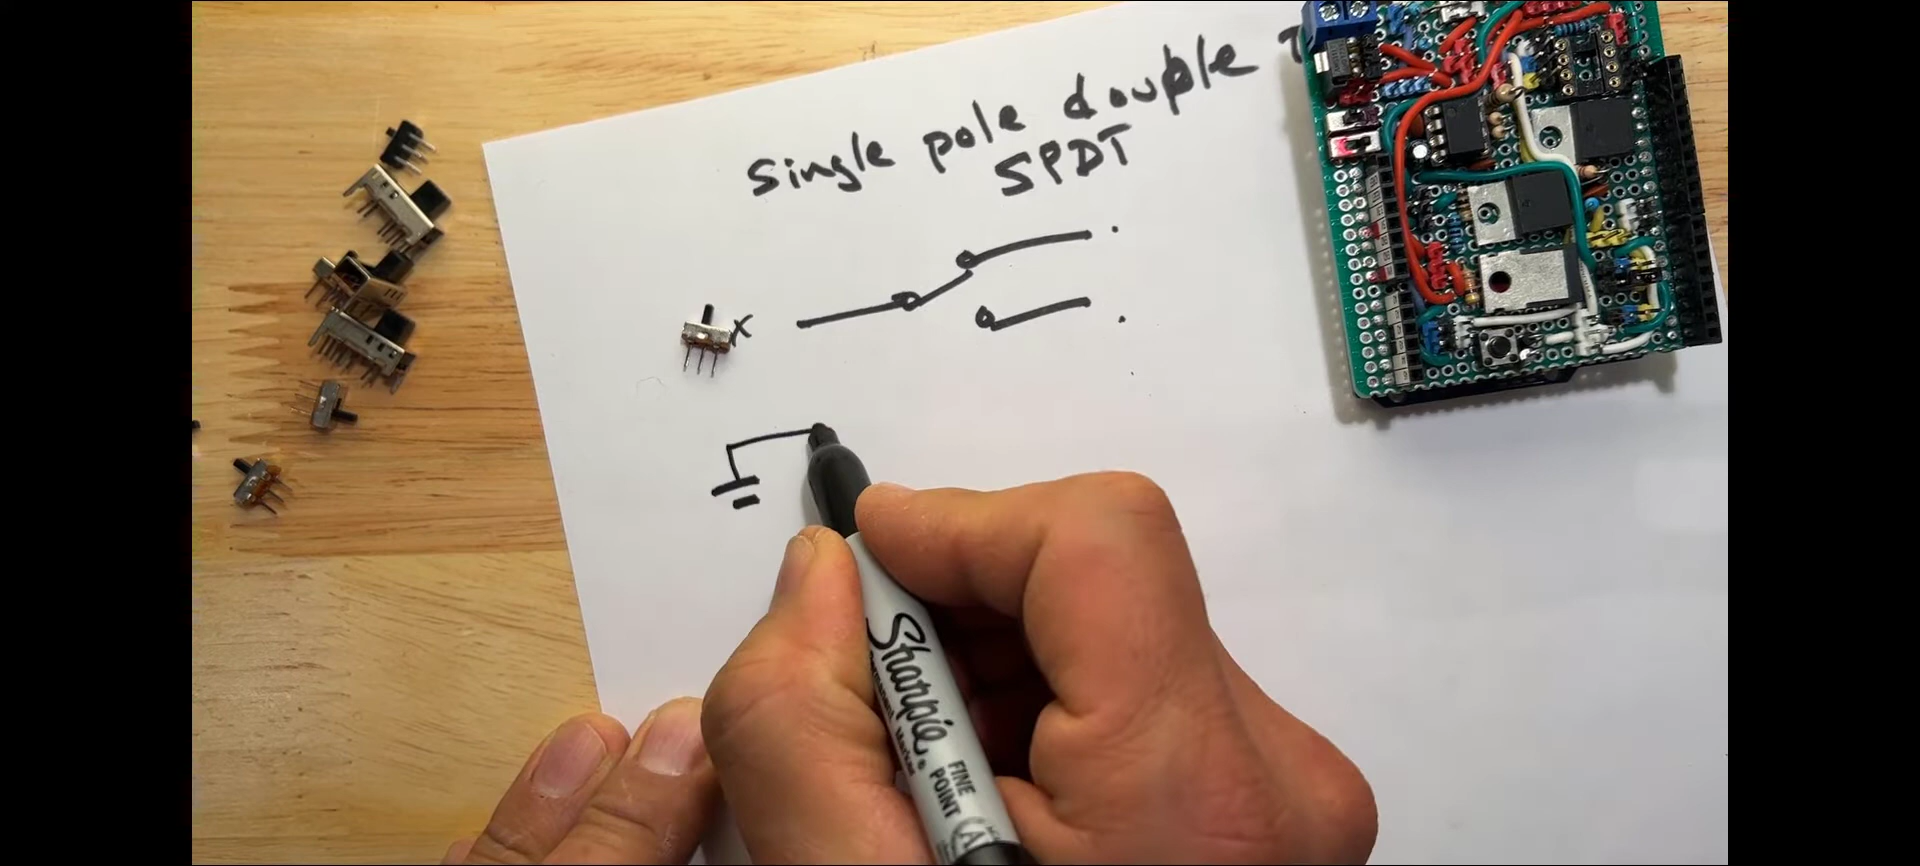 single pole double T
SPDT
x
Sharpie.
FINE
POINT